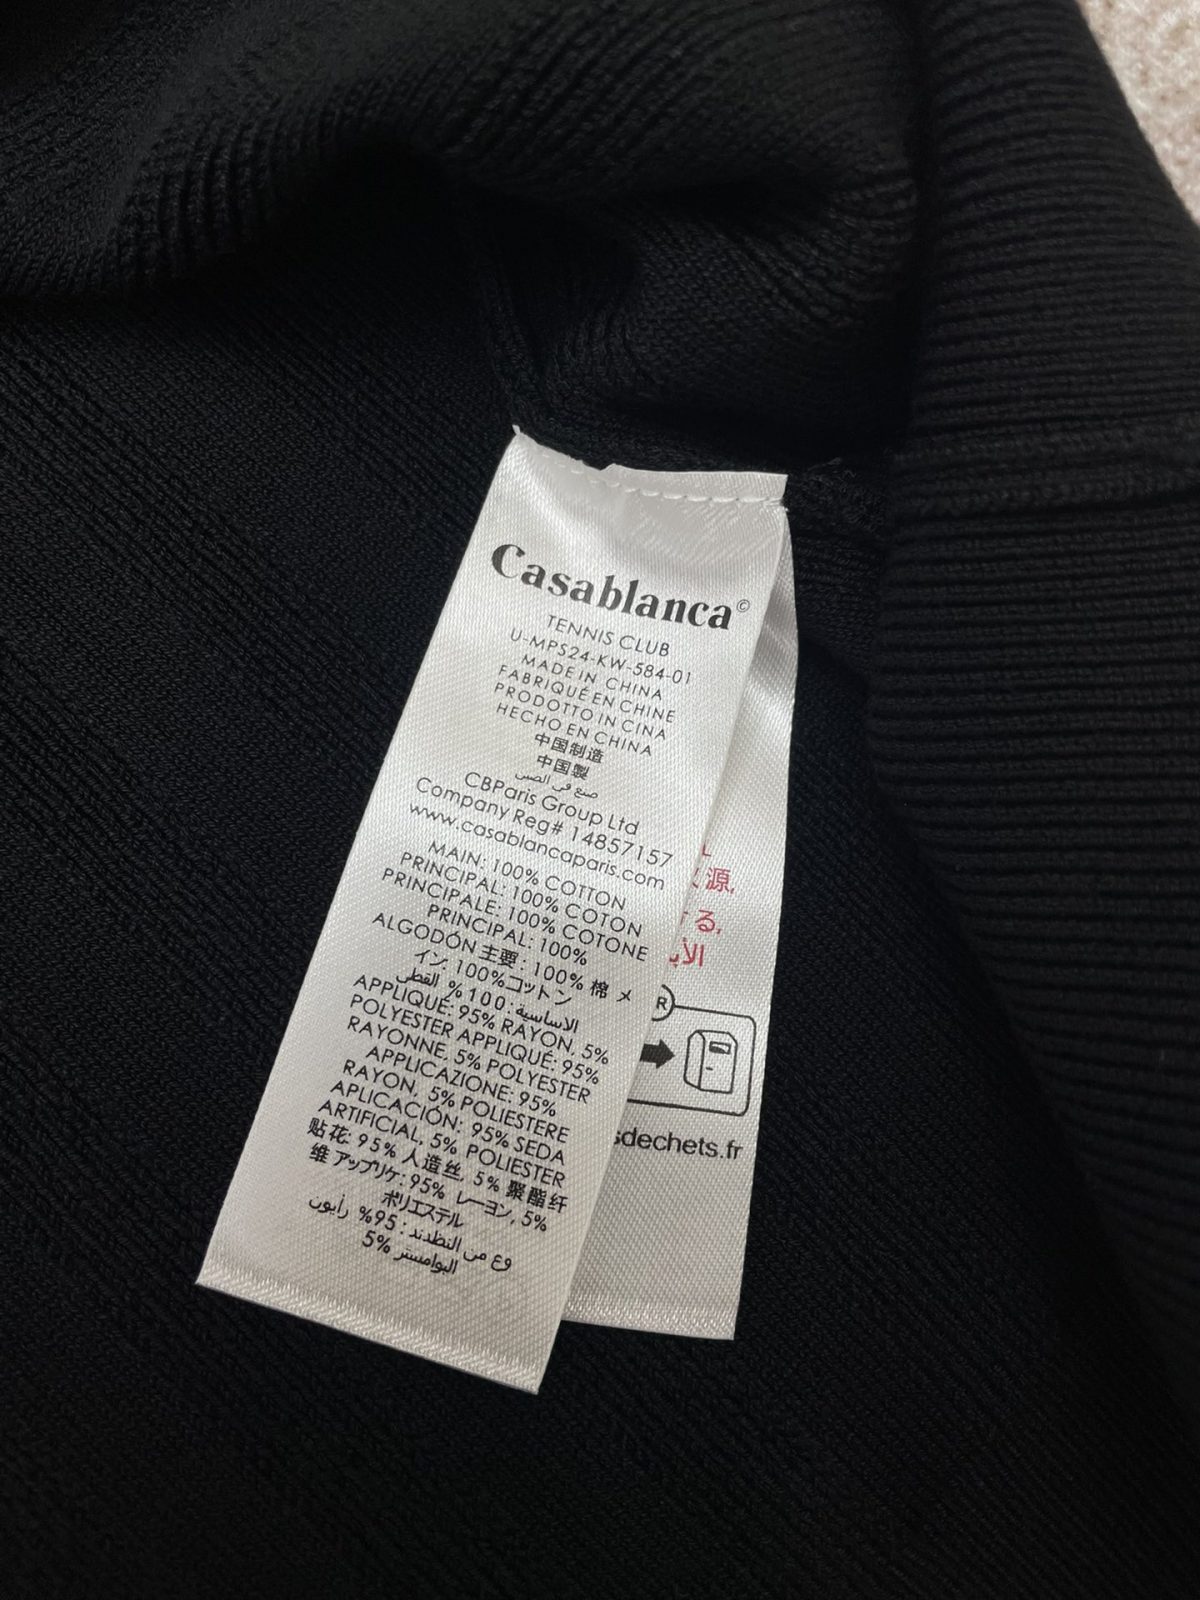 Casablanca©
TENNIS CLUB
U-MPS24-KW-584-01
MADE IN CHINA
FABRIQUÉ EN CHINE
PRODOTTO IN CINA
HECHO EN CHINA
中国制造
中国製
صنع في الصين
CBParis Group Ltd
Company Reg# 14857157
www.casablancaparis.com
MAIN: 100% COTTON
PRINCIPAL: 100% COTON
PRINCIPALE: 100% COTONE
PRINCIPAL: 100%
ALGODÓN 主要: 100% 棉 メ
イン: 100%コットン
الاساسية: 100% القطن
APPLIQUÉ: 95% RAYON, 5%
POLYESTER APPLIQUÉ: 95%
RAYONNE, 5% POLYESTER
APPLICAZIONE: 95%
RAYON, 5% POLIESTERE
APLICACIÓN: 95% SEDA
ARTIFICIAL, 5% POLIESTER
贴花: 95% 人造丝, 5% 聚酯纤
维 アップリケ: 95% レーヨン, 5%
ポリエステル
95% رايون
5%
源,
る,
R
sdechets.fr